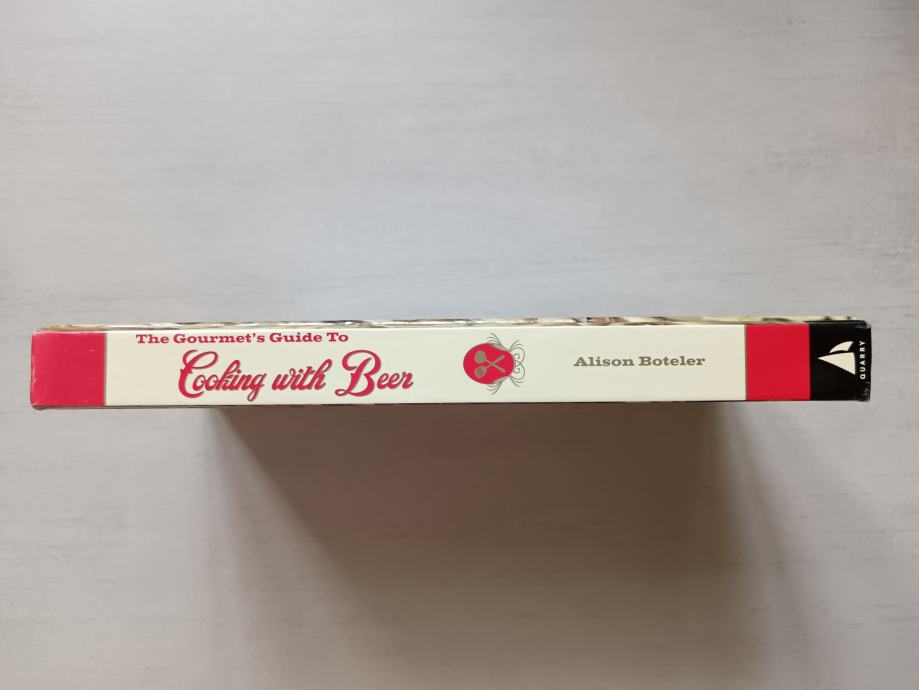 The Gourmet's Guide To
Cooking with Beer
Alison Boteler
QUARRY